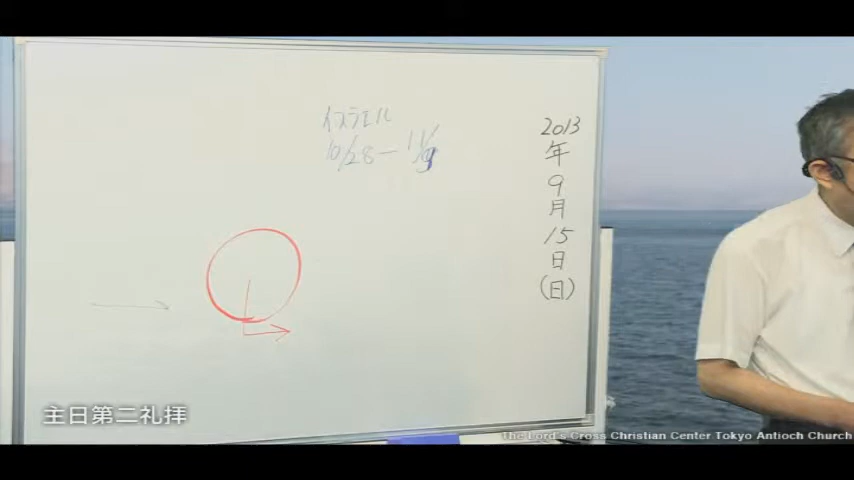 イスラエル
10/28 - 11/9
2013
年
9
月
15
日
(日)
主日第二礼拝
The Lord's Cross Christian Center Tokyo Antioch Church